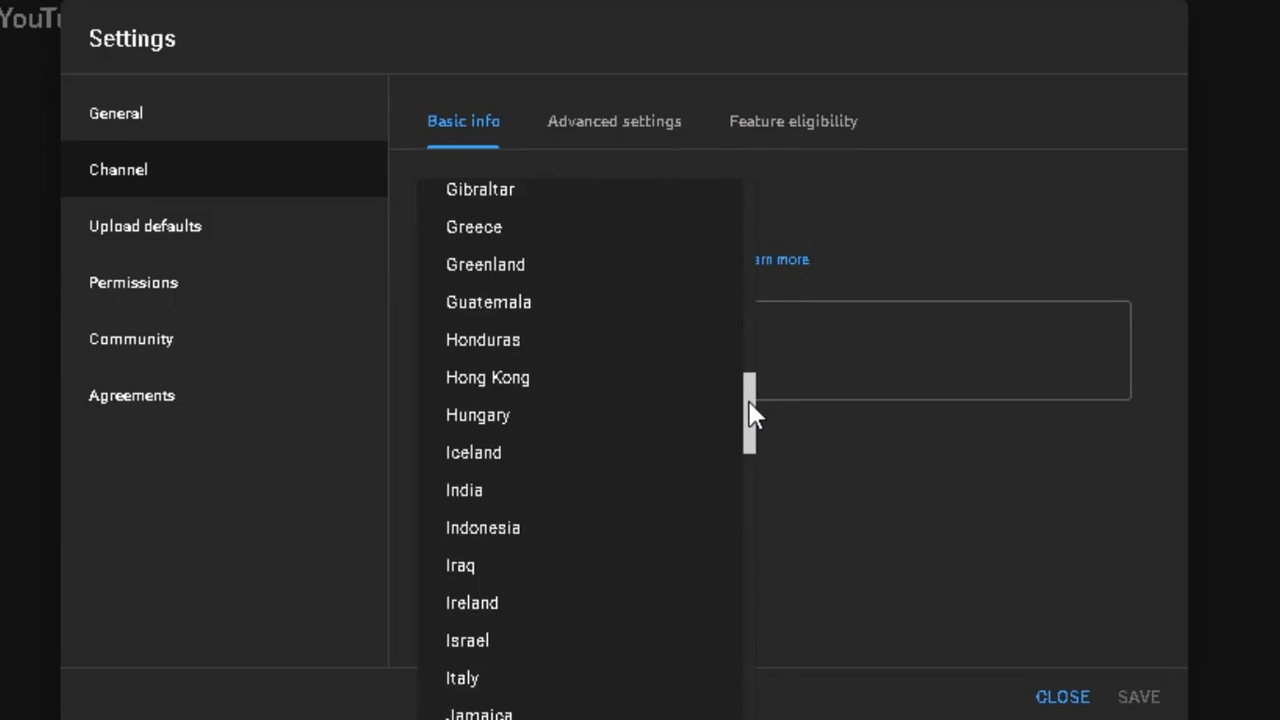 Settings
General
Channel
Upload defaults
Permissions
Community
Agreements
Basic info
Advanced settings
Feature eligibility
Gibraltar
Greece
Greenland
Guatemala
Honduras
Hong Kong
Hungary
Iceland
India
Indonesia
Iraq
Ireland
Israel
Italy
Jamaica
more
CLOSE
SAVE